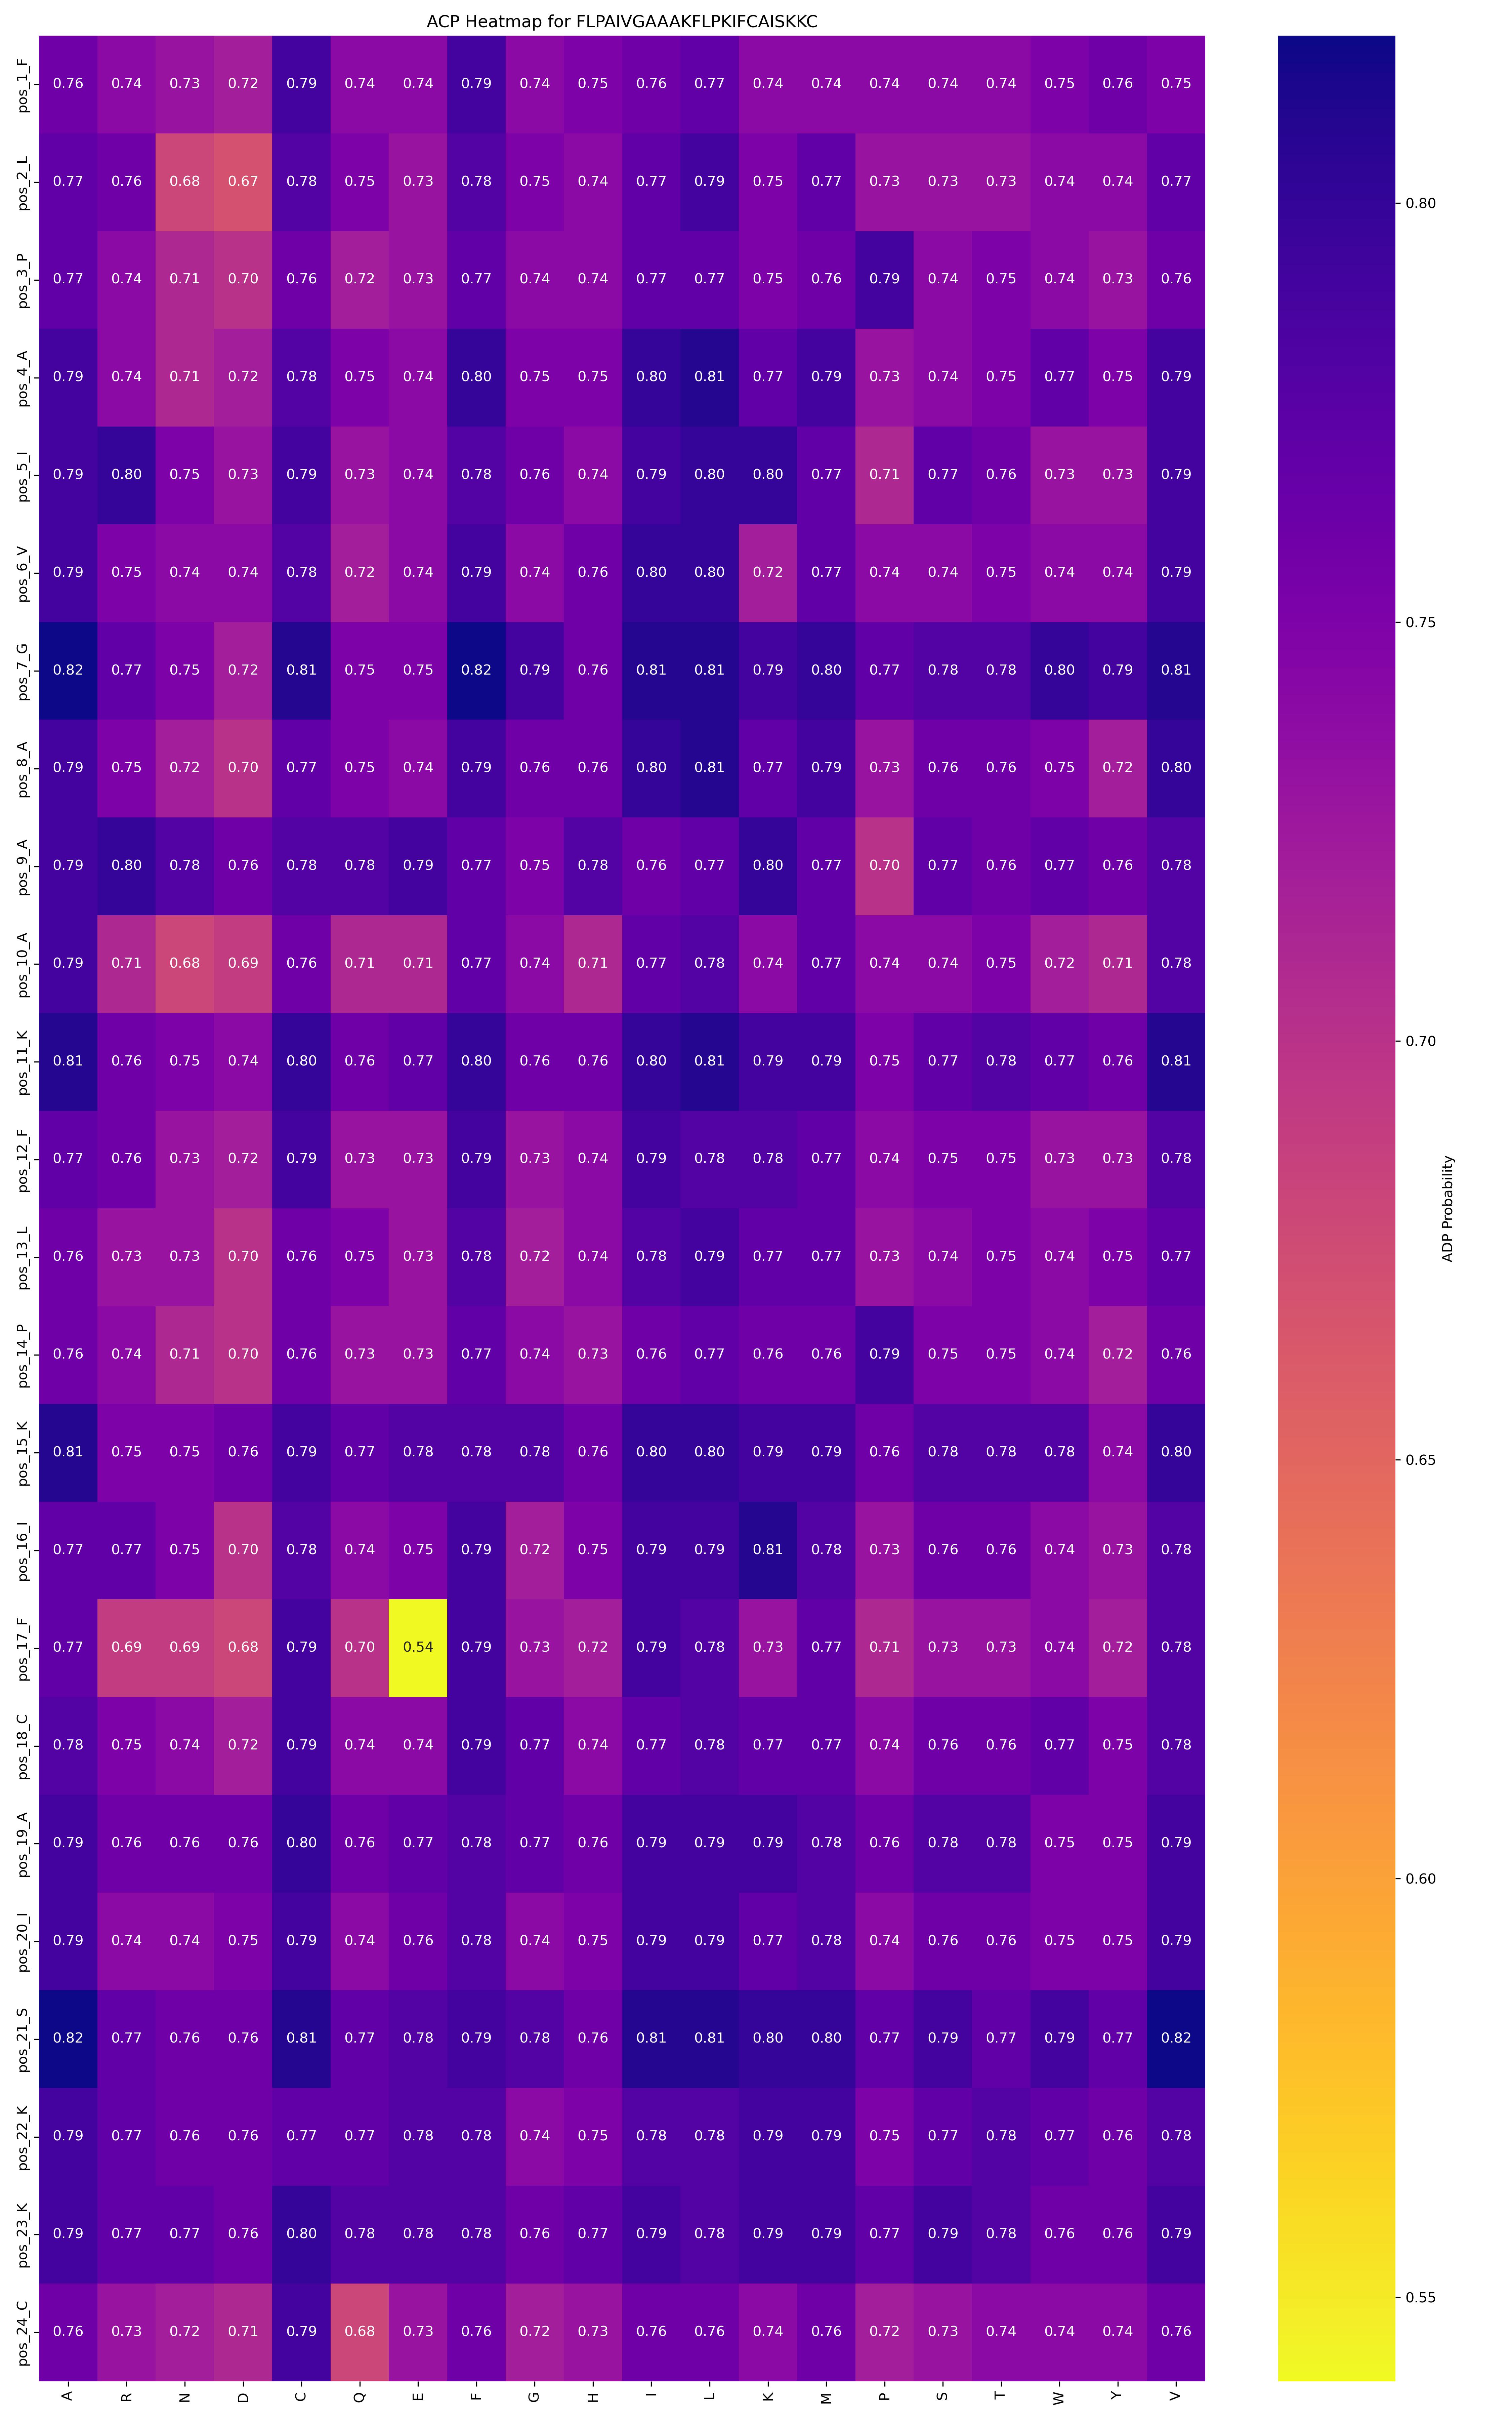 ACP Heatmap for FLPAIVGAAAKFLPKIFCAISKKC
pos_1_F 0.76 0.74 0.73 0.72 0.79 0.74 0.74 0.79 0.74 0.75 0.76 0.77 0.74 0.74 0.74 0.74 0.74 0.75 0.76 0.75
pos_2_L 0.77 0.76 0.68 0.67 0.78 0.75 0.73 0.78 0.75 0.74 0.77 0.79 0.75 0.77 0.73 0.73 0.73 0.74 0.74 0.77
pos_3_P 0.77 0.74 0.71 0.70 0.76 0.72 0.73 0.77 0.74 0.74 0.77 0.77 0.75 0.76 0.79 0.74 0.75 0.74 0.73 0.76
pos_4_A 0.79 0.74 0.71 0.72 0.78 0.75 0.74 0.80 0.75 0.75 0.80 0.81 0.77 0.79 0.73 0.74 0.75 0.77 0.75 0.79
pos_5_I 0.79 0.80 0.75 0.73 0.79 0.73 0.74 0.78 0.76 0.74 0.79 0.80 0.80 0.77 0.71 0.77 0.76 0.73 0.73 0.79
pos_6_V 0.79 0.75 0.74 0.74 0.78 0.72 0.74 0.79 0.74 0.76 0.80 0.80 0.72 0.77 0.74 0.74 0.75 0.74 0.74 0.79
pos_7_G 0.82 0.77 0.75 0.72 0.81 0.75 0.75 0.82 0.79 0.76 0.81 0.81 0.79 0.80 0.77 0.78 0.78 0.80 0.79 0.81
pos_8_A 0.79 0.75 0.72 0.70 0.77 0.75 0.74 0.79 0.76 0.76 0.80 0.81 0.77 0.79 0.73 0.76 0.76 0.75 0.72 0.80
pos_9_A 0.79 0.80 0.78 0.76 0.78 0.78 0.79 0.77 0.75 0.78 0.76 0.77 0.80 0.77 0.70 0.77 0.76 0.77 0.76 0.78
pos_10_A 0.79 0.71 0.68 0.69 0.76 0.71 0.71 0.77 0.74 0.71 0.77 0.78 0.74 0.77 0.74 0.74 0.75 0.72 0.71 0.78
pos_11_K 0.81 0.76 0.75 0.74 0.80 0.76 0.77 0.80 0.76 0.76 0.80 0.81 0.79 0.79 0.75 0.77 0.78 0.77 0.76 0.81
pos_12_F 0.77 0.76 0.73 0.72 0.79 0.73 0.73 0.79 0.73 0.74 0.79 0.78 0.78 0.77 0.74 0.75 0.75 0.73 0.73 0.78
pos_13_L 0.76 0.73 0.73 0.70 0.76 0.75 0.73 0.78 0.72 0.74 0.78 0.79 0.77 0.77 0.73 0.74 0.75 0.74 0.75 0.77
pos_14_P 0.76 0.74 0.71 0.70 0.76 0.73 0.73 0.77 0.74 0.73 0.76 0.77 0.76 0.76 0.79 0.75 0.75 0.74 0.72 0.76
pos_15_K 0.81 0.75 0.75 0.76 0.79 0.77 0.78 0.78 0.78 0.76 0.80 0.80 0.79 0.79 0.76 0.78 0.78 0.78 0.74 0.80
pos_16_I 0.77 0.77 0.75 0.70 0.78 0.74 0.75 0.79 0.72 0.75 0.79 0.79 0.81 0.78 0.73 0.76 0.76 0.74 0.73 0.78
pos_17_F 0.77 0.69 0.69 0.68 0.79 0.70 0.54 0.79 0.73 0.72 0.79 0.78 0.73 0.77 0.71 0.73 0.73 0.74 0.72 0.78
pos_18_C 0.78 0.75 0.74 0.72 0.79 0.74 0.74 0.79 0.77 0.74 0.77 0.78 0.77 0.77 0.74 0.76 0.76 0.77 0.75 0.78
pos_19_A 0.79 0.76 0.76 0.76 0.80 0.76 0.77 0.78 0.77 0.76 0.79 0.79 0.79 0.78 0.76 0.78 0.78 0.75 0.75 0.79
pos_20_I 0.79 0.74 0.74 0.75 0.79 0.74 0.76 0.78 0.74 0.75 0.79 0.79 0.77 0.78 0.74 0.76 0.76 0.75 0.75 0.79
pos_21_S 0.82 0.77 0.76 0.76 0.81 0.77 0.78 0.79 0.78 0.76 0.81 0.81 0.80 0.80 0.77 0.79 0.77 0.79 0.77 0.82
pos_22_K 0.79 0.77 0.76 0.76 0.77 0.77 0.78 0.78 0.74 0.75 0.78 0.78 0.79 0.79 0.75 0.77 0.78 0.77 0.76 0.78
pos_23_K 0.79 0.77 0.77 0.76 0.80 0.78 0.78 0.78 0.76 0.77 0.79 0.78 0.79 0.79 0.77 0.79 0.78 0.76 0.76 0.79
pos_24_C 0.76 0.73 0.72 0.71 0.79 0.68 0.73 0.76 0.72 0.73 0.76 0.76 0.74 0.76 0.72 0.73 0.74 0.74 0.74 0.76
A R N D C Q E F G H I L K M P S T W Y V
0.80
0.75
0.70
0.65
0.60
0.55
ADP Probability